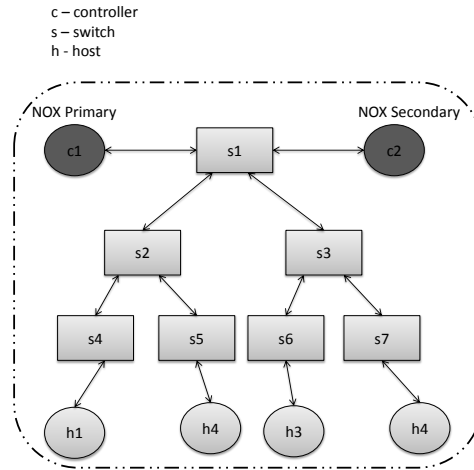 c – controller
s – switch
h - host
NOX Primary
NOX Secondary
c1
s1
c2
s2
s3
s4
s5
s6
s7
h1
h4
h3
h4